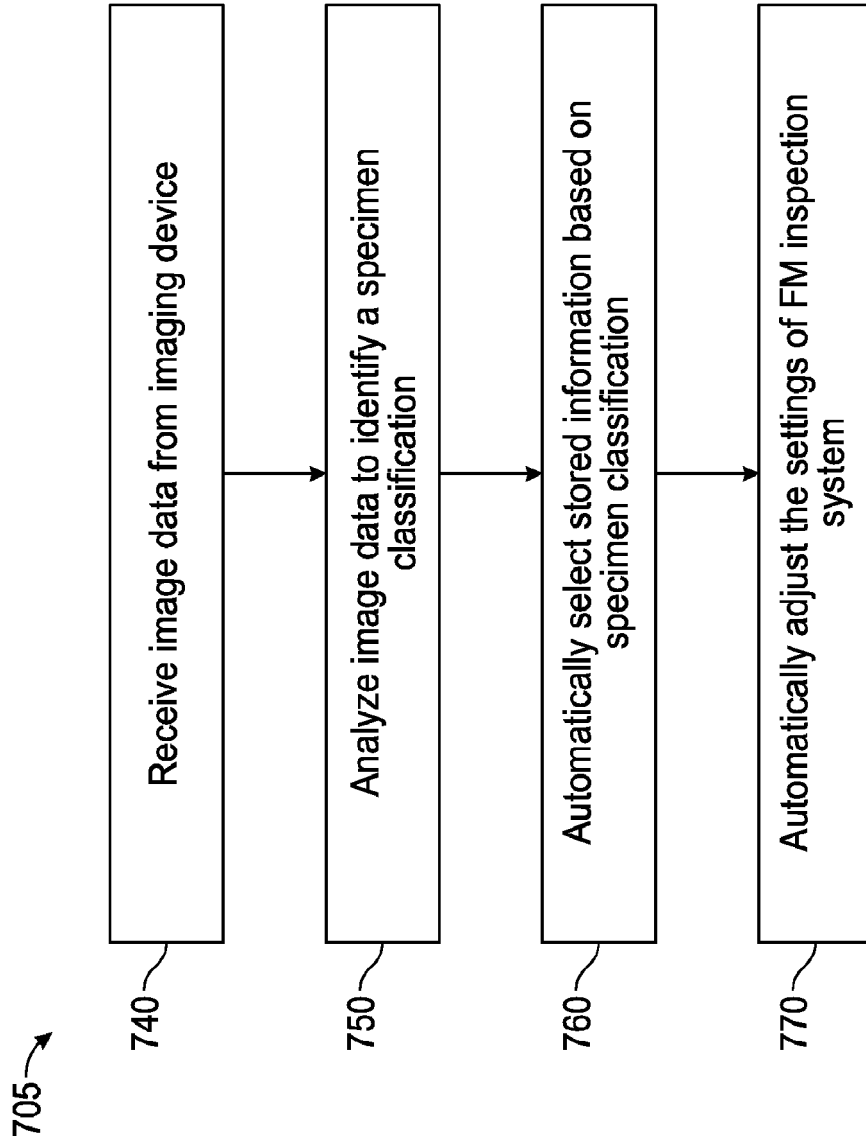 705
740
Receive image data from imaging device
750
Analyze image data to identify a specimen
classification
760
Automatically select stored information based on
specimen classification
770
Automatically adjust the settings of FM inspection
system